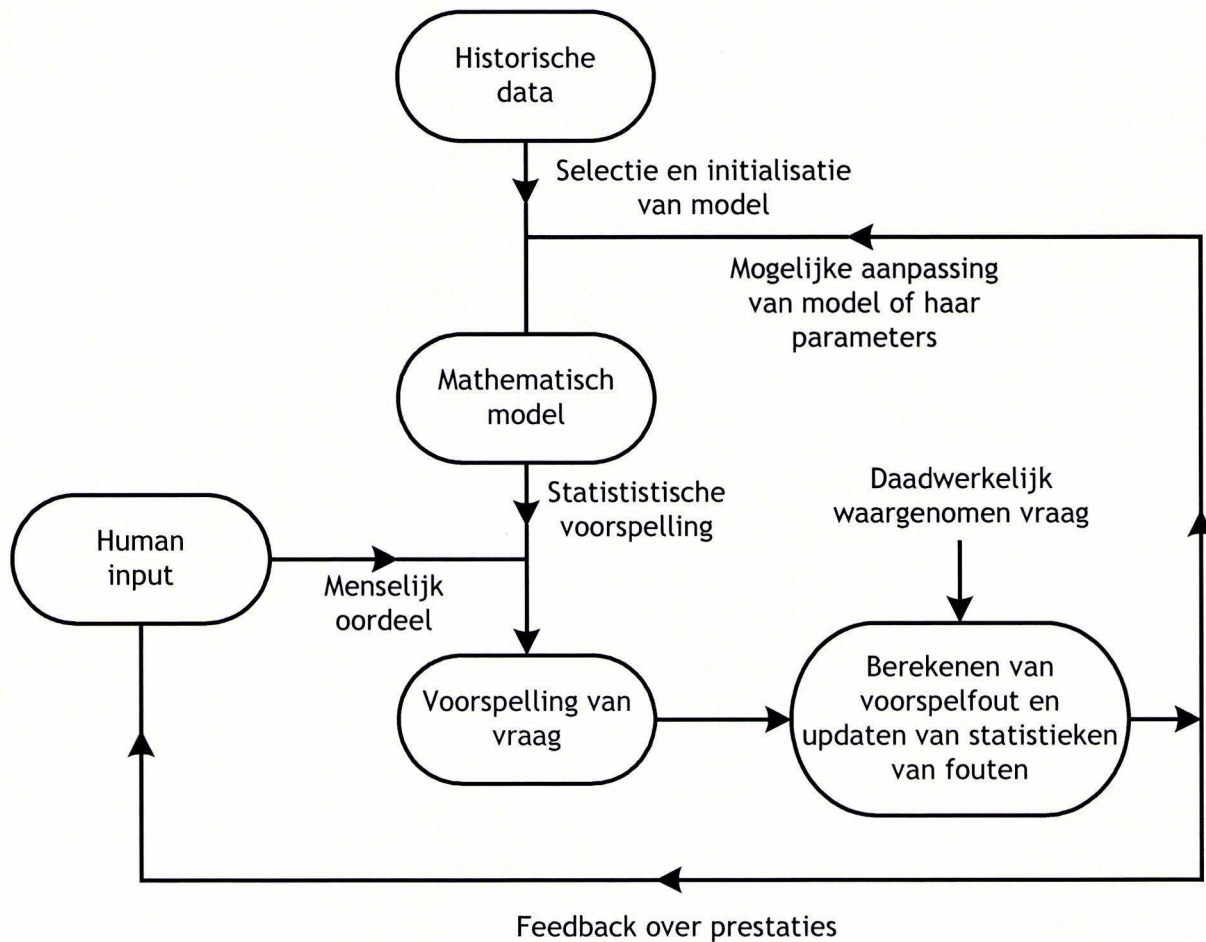 Historische
data
Selectie en initialisatie
van model
Mogelijke aanpassing
van model of haar
parameters
Mathematisch
model
Statististische
voorspelling
Daadwerkelijk
waargenomen vraag
Human
input
Menselijk
oordeel
Voorspelling van
vraag
Berekenen van
voorspelfout en
updaten van statistieken
van fouten
Feedback over prestaties